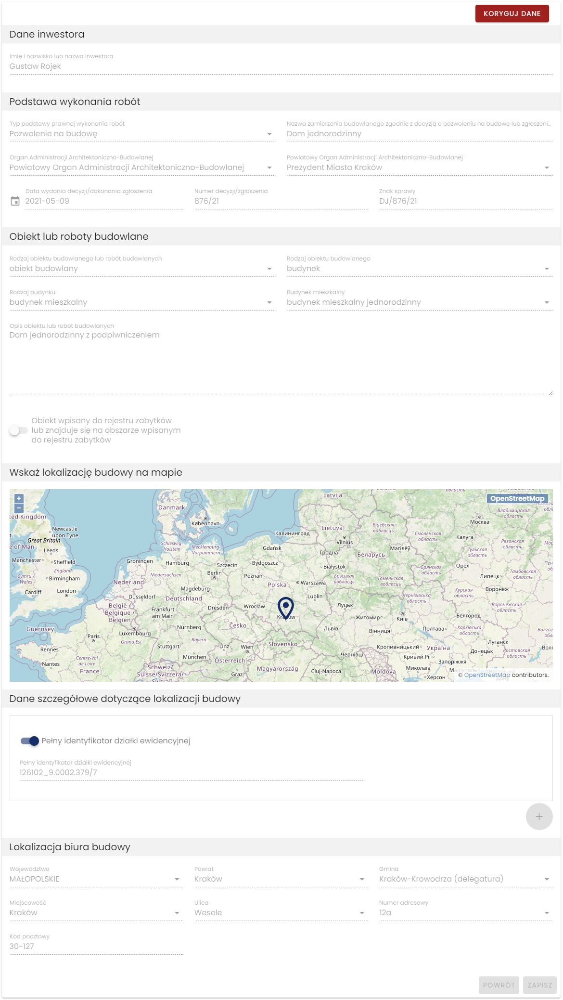 KORYGUJ DANE
Dane inwestora
Imię i nazwisko lub nazwa inwestora
Gustaw Rojek
Podstawa wykonania robót
Typ podstawy prawnej wykonania robót
Pozwolenie na budowę
Nazwa zamierzenia budowlanego zgodnie z decyzją o pozwoleniu na budowę lub zgłoszeni...
Dom jednorodzinny
Organ Administracji Architektoniczno-Budowlanej
Powiatowy Organ Administracji Architektoniczno-Budowlanej
Powiatowy Organ Administracji Architektoniczno-Budowlanej
Prezydent Miasta Kraków
Data wydania decyzji/dokonania zgłoszenia
2021-05-09
Numer decyzji/zgłoszenia
876/21
Znak sprawy
DJ/876/21
Obiekt lub roboty budowlane
Rodzaj obiektu budowlanego lub robót budowlanych
obiekt budowlany
Rodzaj obiektu budowlanego
budynek
Rodzaj budynku
budynek mieszkalny
Budynek mieszkalny
budynek mieszkalny jednorodzinny
Opis obiektu lub robót budowlanych
Dom jednorodzinny z podpiwniczeniem
Obiekt wpisany do rejestru zabytków
lub znajduje się na obszarze wpisanym
do rejestru zabytków
Wskaż lokalizację budowy na mapie
+
−
OpenStreetMap
Latvija
Danmark
ted Kingdom
København
Москва
Владимирская
область
Newcastle
upon Tyne
Great Britain
Калининград
Lietuva
Віцебская
вобласць
Смоленская
область
Калуга
Рязанская
область
Vilnius
Schleswig-
Holstein
Mecklenburg-
Vorpommern
Gdańsk
Гродна
Магілёў
Тульская
область
e of Man
Leeds
Беларусь
Manchester
Sheffield
Groningen
Hamburg
Szczecin
Bydgoszcz
Białystok
Брянская
область
Орёл
Тамбовская
область
England
Cymru /
Wales
Birmingham
Niedersachsen
Berlin
Poznań
Брэсцкая
вобласць
Гомельская
вобласць
Липецк
Nederland
Magdeburg
Polska
Warszawa
Курская
область
Воронеж
Cardiff
London
Düsseldorf
Deutschland
Lublin
Чернігівська
область
België /
Belgique /
Belgien
Frankfurt
am Main
Dresden
Wrocław
Луцьк
Воронежская
область
Kraków
Житомир
Київ
Белгород
Guernsey
Luxembourg
Nürnberg
Česko
Львів
Вінниця
Полтава
Харківська
область
Paris
Grand Est
Bayern
Slovensko
Луганськ
Rennes
Stuttgart
Linz
Wien
Кропивницький
Україна
Донецьк
Ростовская
область
Centre-Val
de Loire
München
Österreich
Чернівці
Кривий Ріг
Запоріжжя
Nantes
France
Schweiz/
Suisse/Svizzera/
Svizra
Graz
Magyarország
Cluj-Napoca
Moldova
Миколаїв
Херсон
© OpenStreetMap contributors.
Dane szczegółowe dotyczące lokalizacji budowy
Pełny identyfikator działki ewidencyjnej
Pełny identyfikator działki ewidencyjnej
126102_9.0002.379/7
+
Lokalizacja biura budowy
Województwo
MAŁOPOLSKIE
Powiat
Kraków
Gmina
Kraków-Krowodrza (delegatura)
Miejscowość
Kraków
Ulica
Wesele
Numer adresowy
12a
Kod pocztowy
30-127
POWRÓT
ZAPISZ